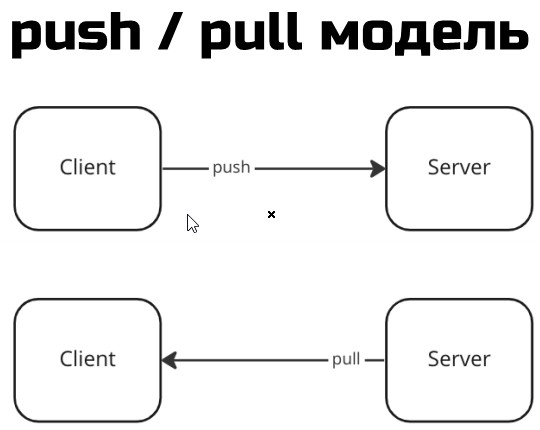 push / pull модель
Client
push
Server
Client
pull
Server